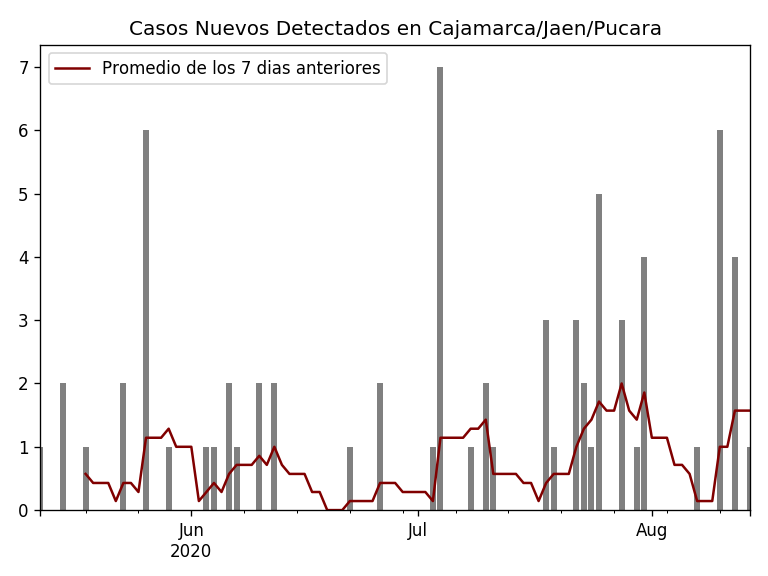 Casos Nuevos Detectados en Cajamarca/Jaen/Pucara
Promedio de los 7 dias anteriores
7
6
5
4
3
2
1
0
Jun
2020
Jul
Aug